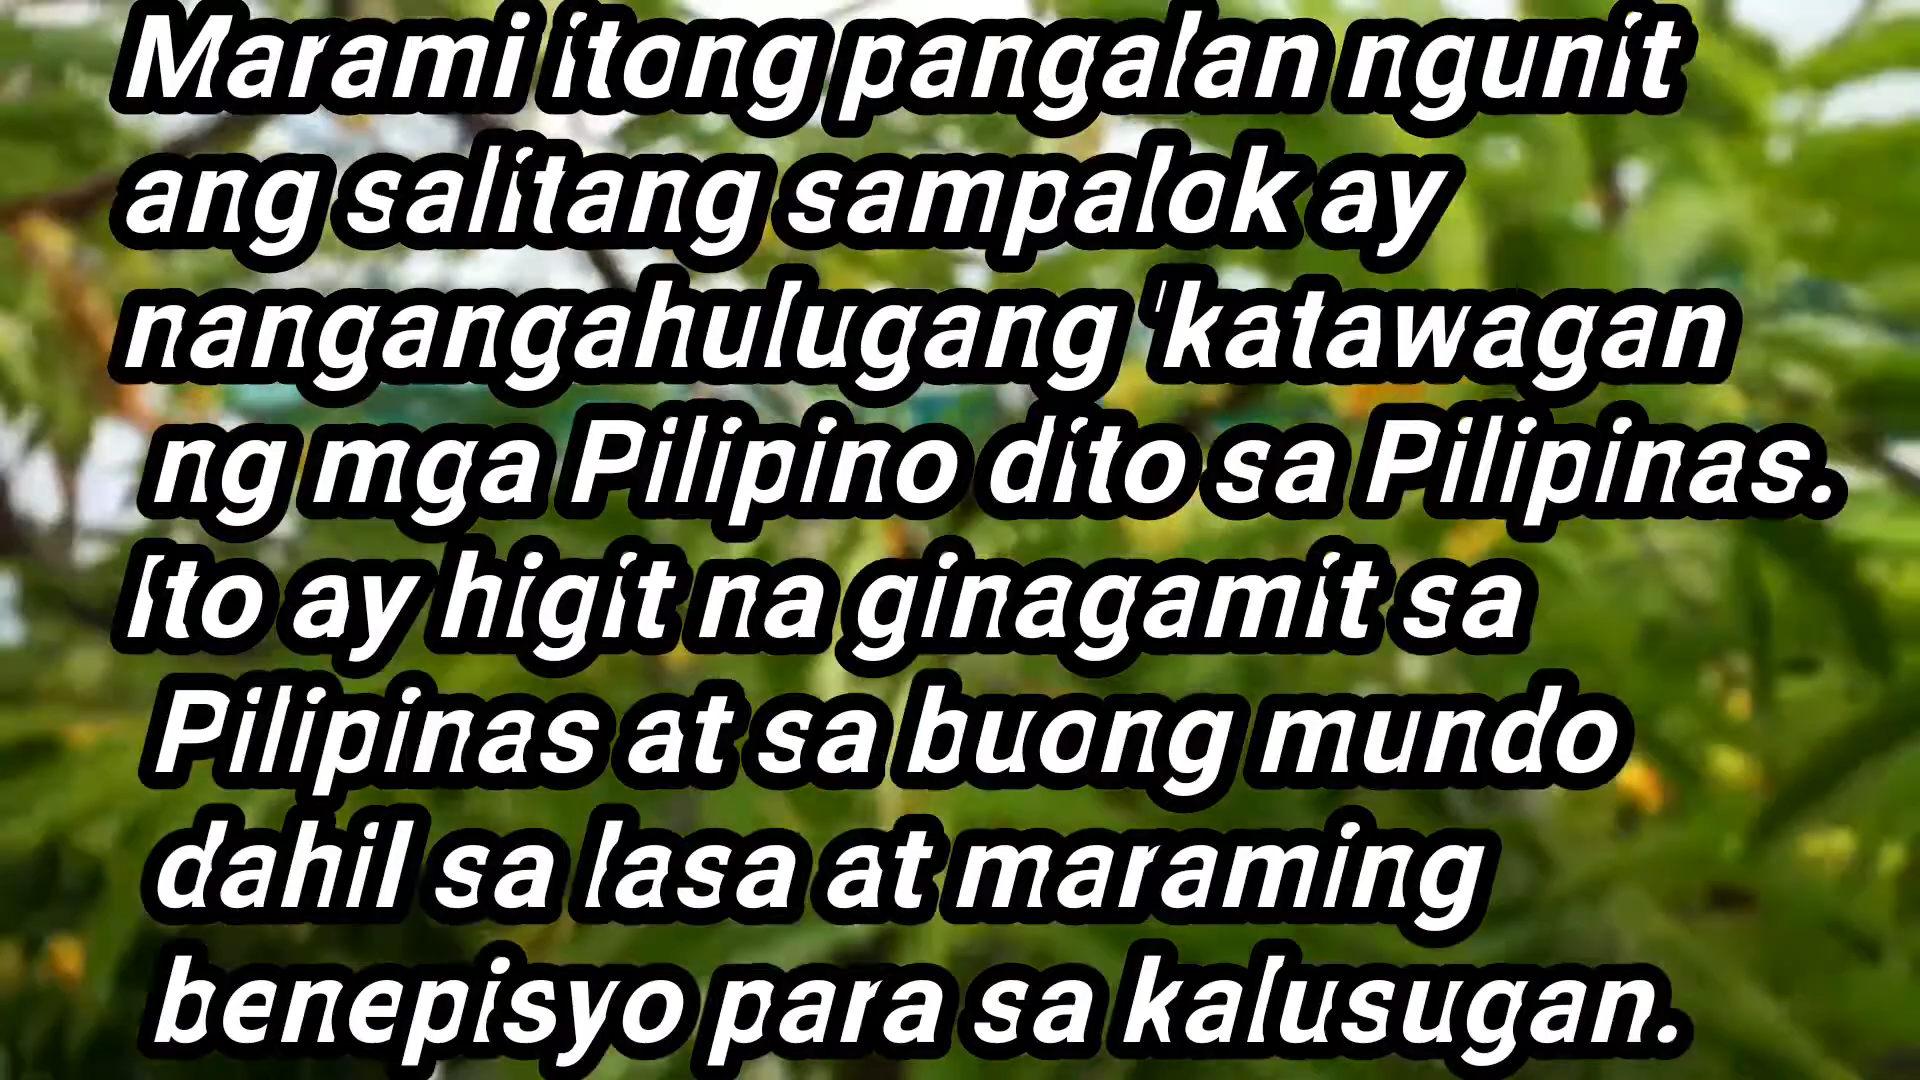 Marami itong pangalan ngunit
ang salitang sampalok ay
nangangahulugang 'katawagan
ng mga Pilipino dito sa Pilipinas.
Ito ay higit na ginagamit sa
Pilipinas at sa buong mundo
dahil sa lasa at maraming
benepisyo para sa kalusugan.